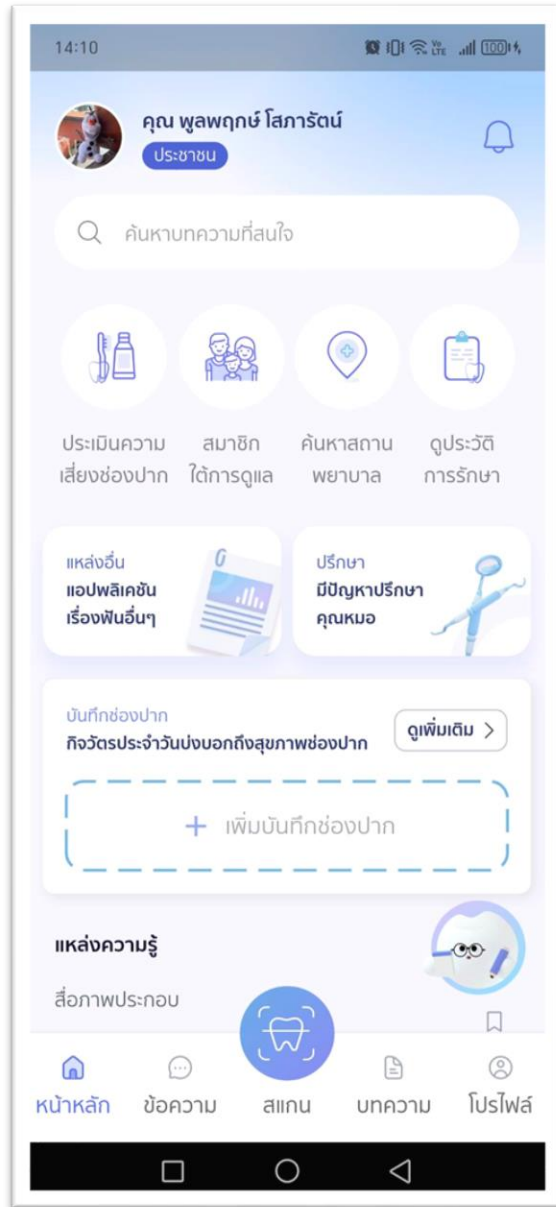 14:10
Vo LTE 100
คุณ พูลพฤกษ์ โสภารัตน์
ประชาชน
ค้นหาบทความที่สนใจ
ประเมินความ
เสี่ยงช่องปาก
สมาชิก
ใต้การดูแล
ค้นหาสถาน
พยาบาล
ดูประวัติ
การรักษา
แหล่งอื่น
แอปพลิเคชัน
เรื่องฟันอื่นๆ
ปรึกษา
มีปัญหาปรึกษา
คุณหมอ
บันทึกช่องปาก
กิจวัตรประจำวันบ่งบอกถึงสุขภาพช่องปาก
ดูเพิ่มเติม >
+ เพิ่มบันทึกช่องปาก
แหล่งความรู้
สื่อภาพประกอบ
หน้าหลัก
ข้อความ
สแกน
บทความ
โปรไฟล์